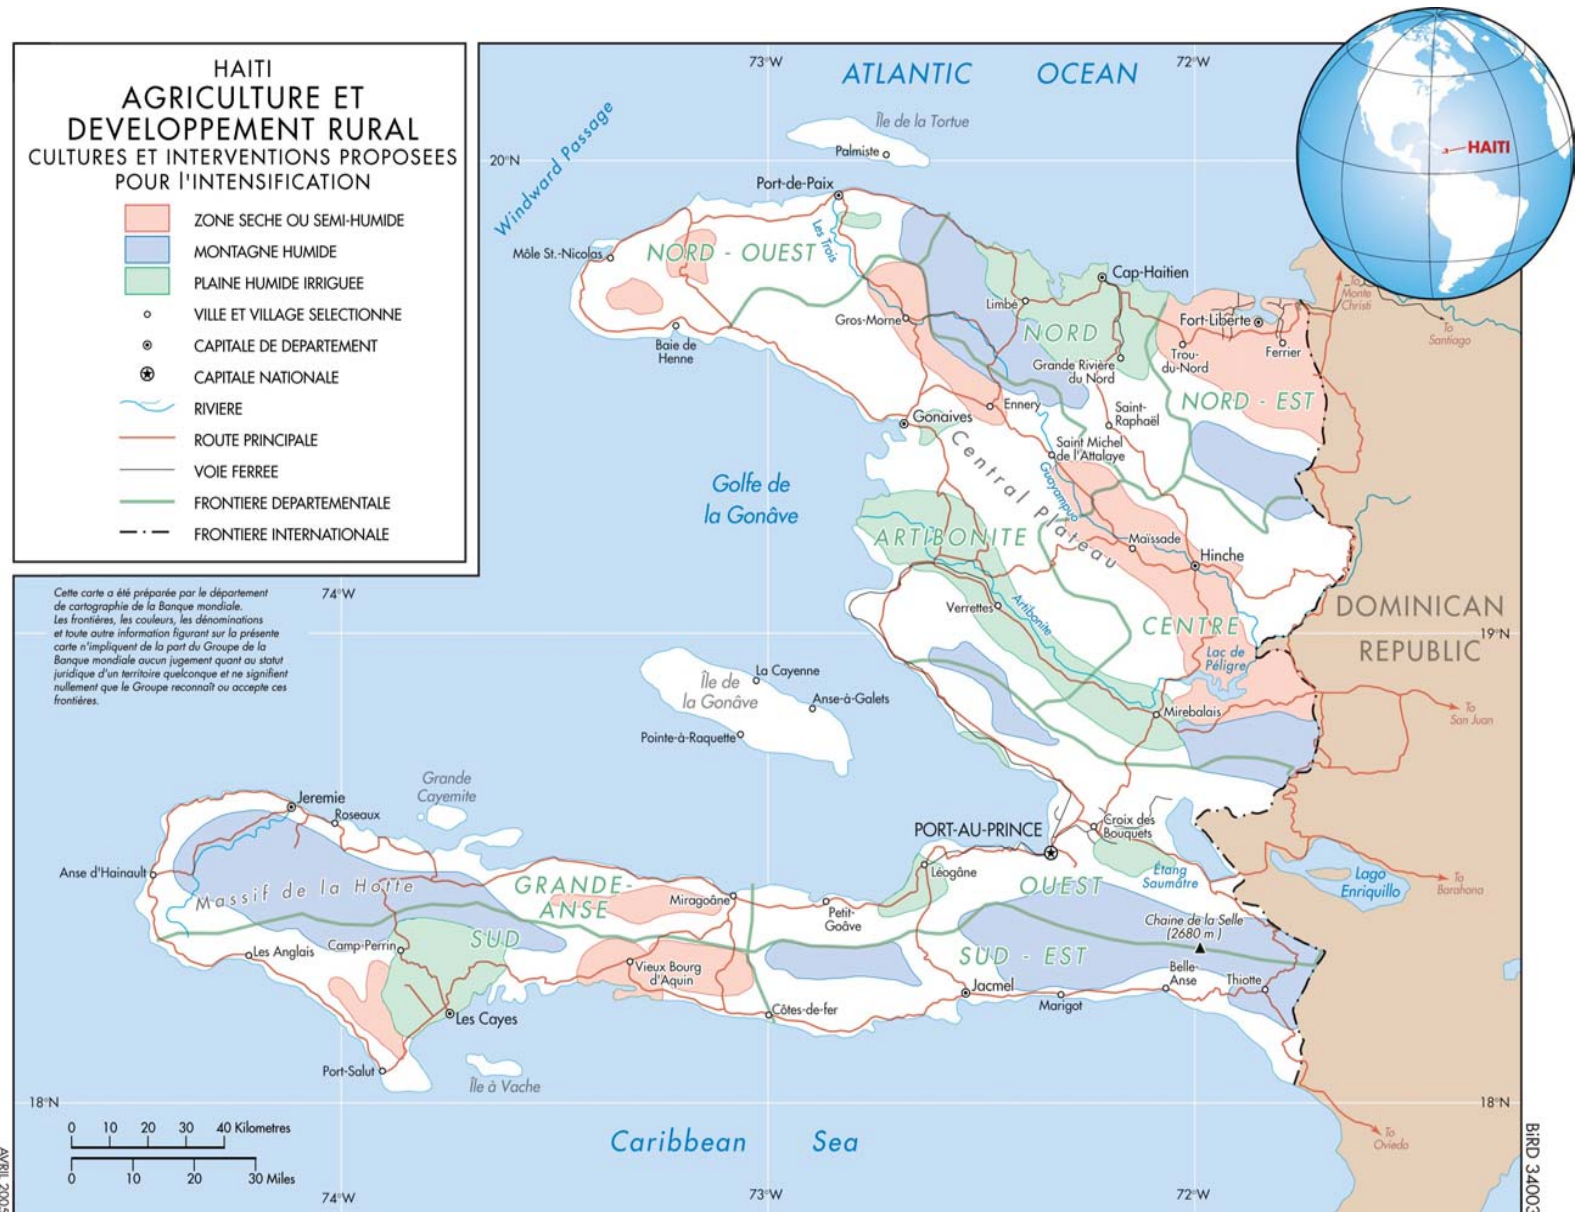 HAITI
AGRICULTURE ET
DEVELOPPEMENT RURAL
CULTURES ET INTERVENTIONS PROPOSEES
POUR l'INTENSIFICATION
ZONE SECHE OU SEMI-HUMIDE
MONTAGNE HUMIDE
PLAINE HUMIDE IRRIGUEE
VILLE ET VILLAGE SELECTIONNE
CAPITALE DE DEPARTEMENT
CAPITALE NATIONALE
RIVIERE
ROUTE PRINCIPALE
VOIE FERREE
FRONTIERE DEPARTEMENTALE
FRONTIERE INTERNATIONALE
Cette carte a été préparée par le département
de cartographie de la Banque mondiale.
Les frontières, les couleurs, les dénominations
et toute autre information figurant sur la présente
carte n'impliquent de la part du Groupe de la
Banque mondiale aucun jugement quant au statut
juridique d'un territoire quelconque et ne signifient
nullement que le Groupe reconnaît ou accepte ces
frontières.
73°W
72°W
ATLANTIC OCEAN
HAITI
Windward Passage
20°N
Île de la Tortue
Palmiste
Port-de-Paix
Les Trois
Môle St.-Nicolas
NORD - OUEST
Cap-Haitien
To
Monte
Christi
To
Santiago
Limbé
Gros-Morne
NORD
Fort-Liberte
Ferrier
Baie de
Henne
Grande Rivière
du Nord
Trou-
du-Nord
NORD - EST
Ennery
Saint-
Raphaël
Gonaives
Saint Michel
de l'Attalaye
Central Plateau
Guayampuo
Golfe de
la Gonâve
ARTIBONITE
Maïssade
Hinche
74°W
Verrettes
Artibonite
CENTRE
DOMINICAN
REPUBLIC
19°N
Lac de
Péligre
La Cayenne
Île de
la Gonâve
Anse-à-Galets
Pointe-à-Raquette
Mirebalais
To
San Juan
Grande
Cayemite
Jeremie
Roseaux
PORT-AU-PRINCE
Croix des
Bouquets
Anse d'Hainault
Massif de la Hotte
GRANDE-
ANSE
Miragoâne
Léogâne
OUEST
Étang
Saumâtre
Lago
Enriquillo
To
Barahona
Petit-
Goâve
Chaine de la Selle
(2680 m )
Les Anglais
Camp-Perrin
SUD
SUD - EST
Vieux Bourg
d'Aquin
Jacmel
Belle-
Anse
Thiotte
Marigot
Les Cayes
Côtes-de-fer
Port-Salut
Île à Vache
18°N
18°N
0 10 20 30 40 Kilometres
0 10 20 30 Miles
Caribbean Sea
To
Oviedo
74°W
73°W
72°W
BiRD 34003